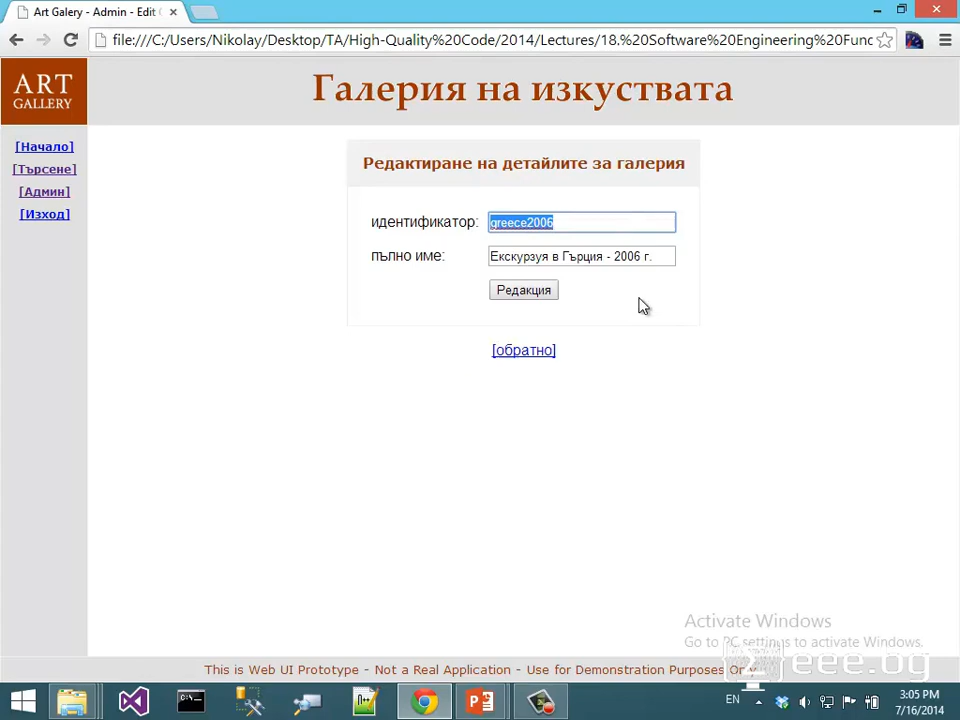 Art Galery - Admin - Edit
file:///C:/Users/Nikolay/Desktop/TA/High-Quality%20Code/2014/Lectures/18.%20Software%20Engineering%20Func
ART
GALLERY
Галерия на изкуствата
[Начало]
[Търсене]
[Админ]
[Изход]
Редактиране на детайлите за галерия
идентификатор: greece2006
пълно име: Екскурзуя в Гърция - 2006 г.
Редакция
[обратно]
Activate Windows
Go to PC settings to activate Windows.
eee.bg
This is Web UI Prototype - Not a Real Application - Use for Demonstration Purposes Only
EN
3:05 PM
7/16/2014